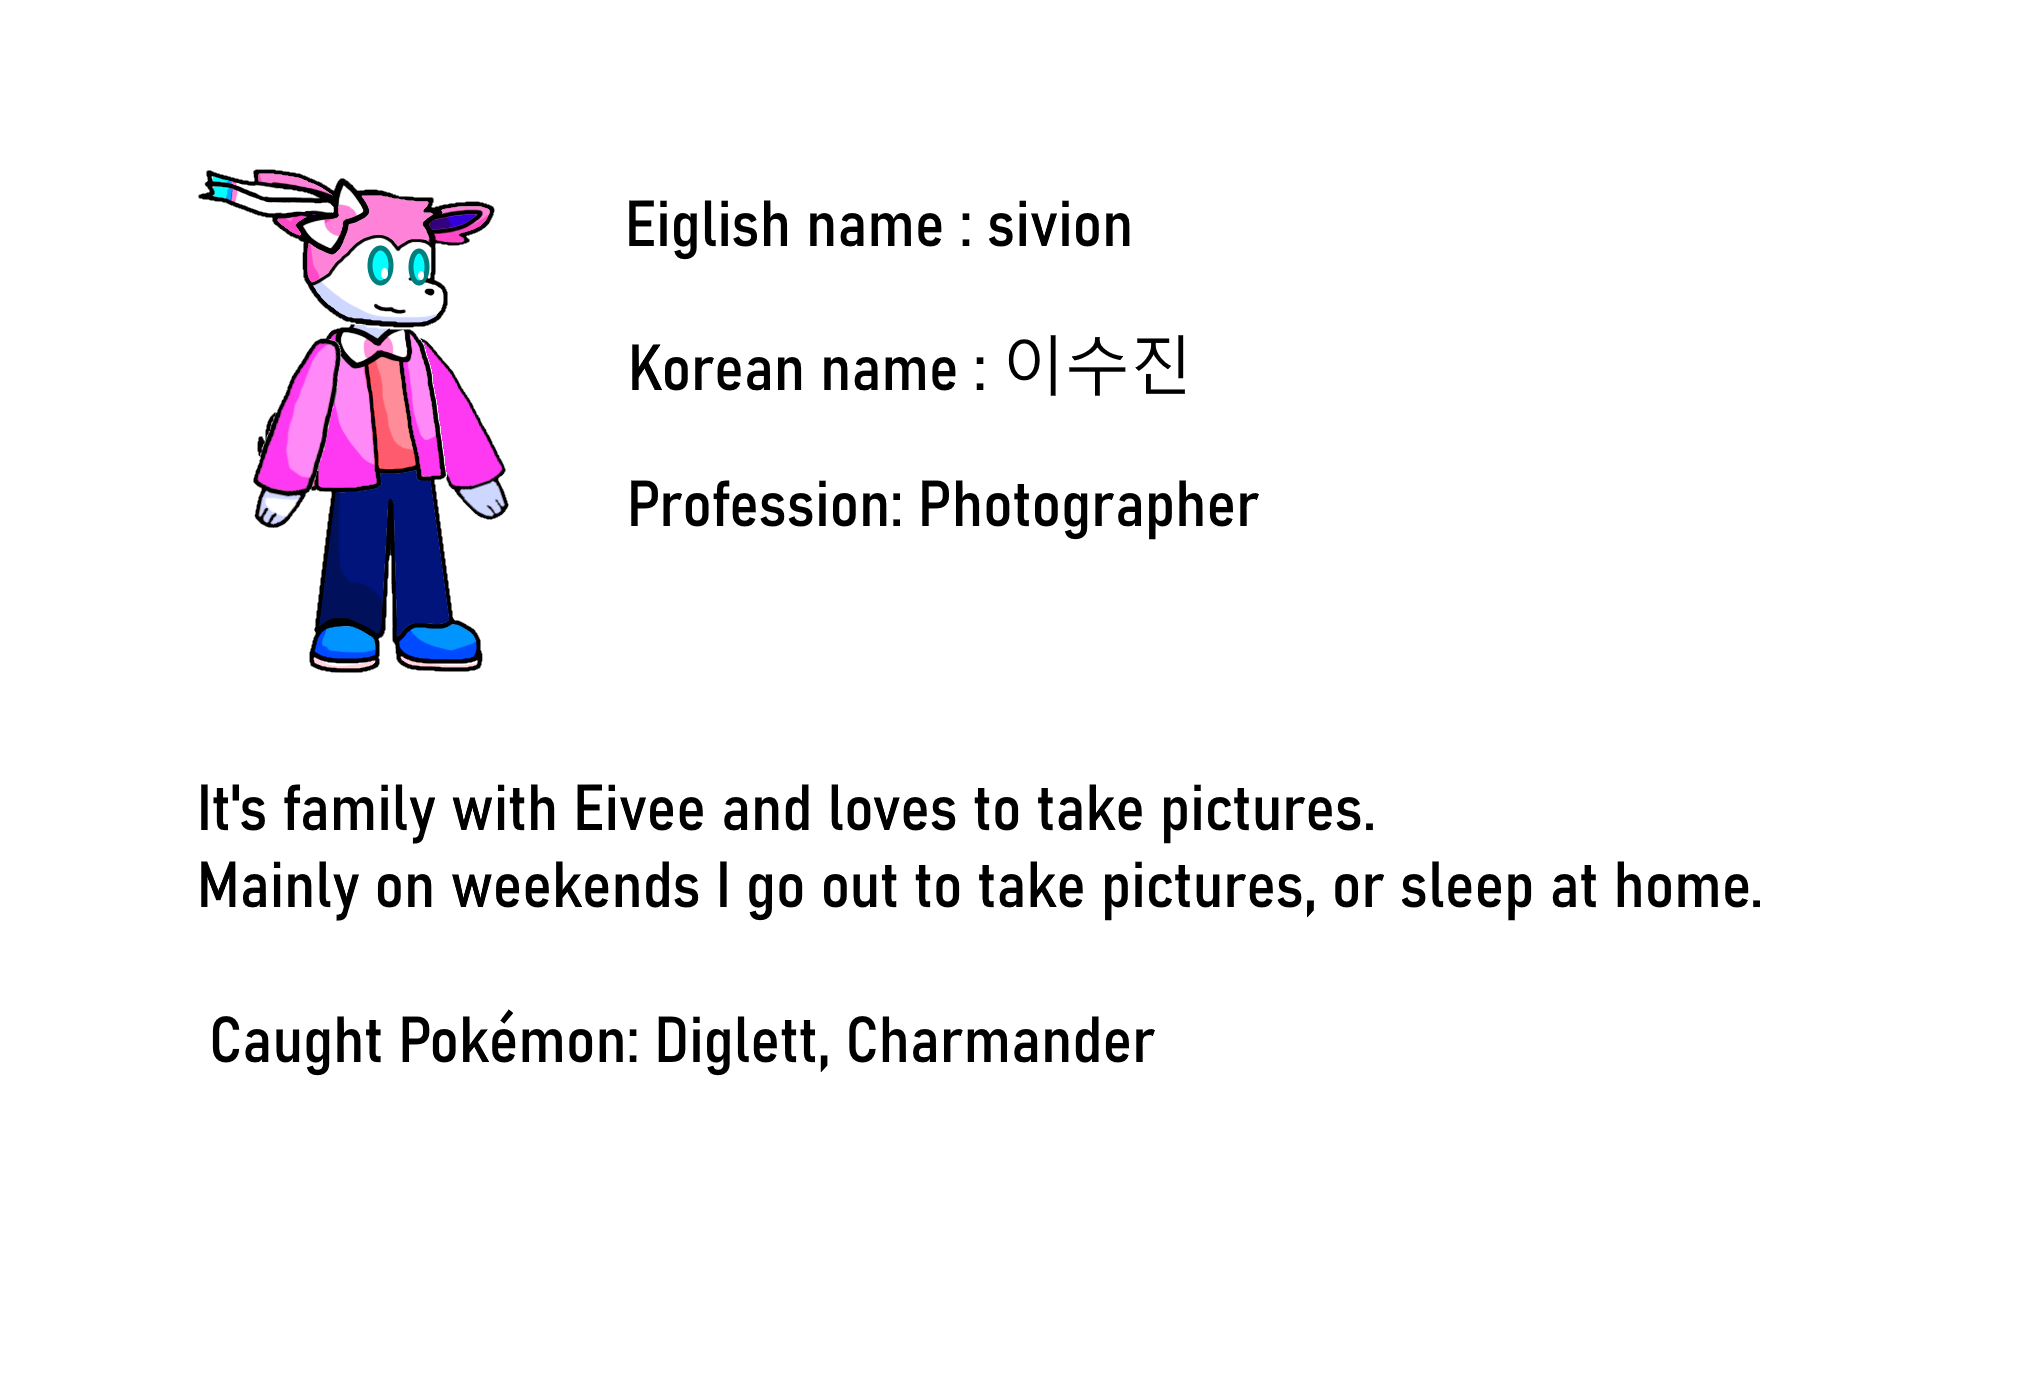 Eiglish name : sivion
Korean name : 이수진
Profession: Photographer
It's family with Eivee and loves to take pictures.
Mainly on weekends I go out to take pictures, or sleep at home.
Caught Pokémon: Diglett, Charmander